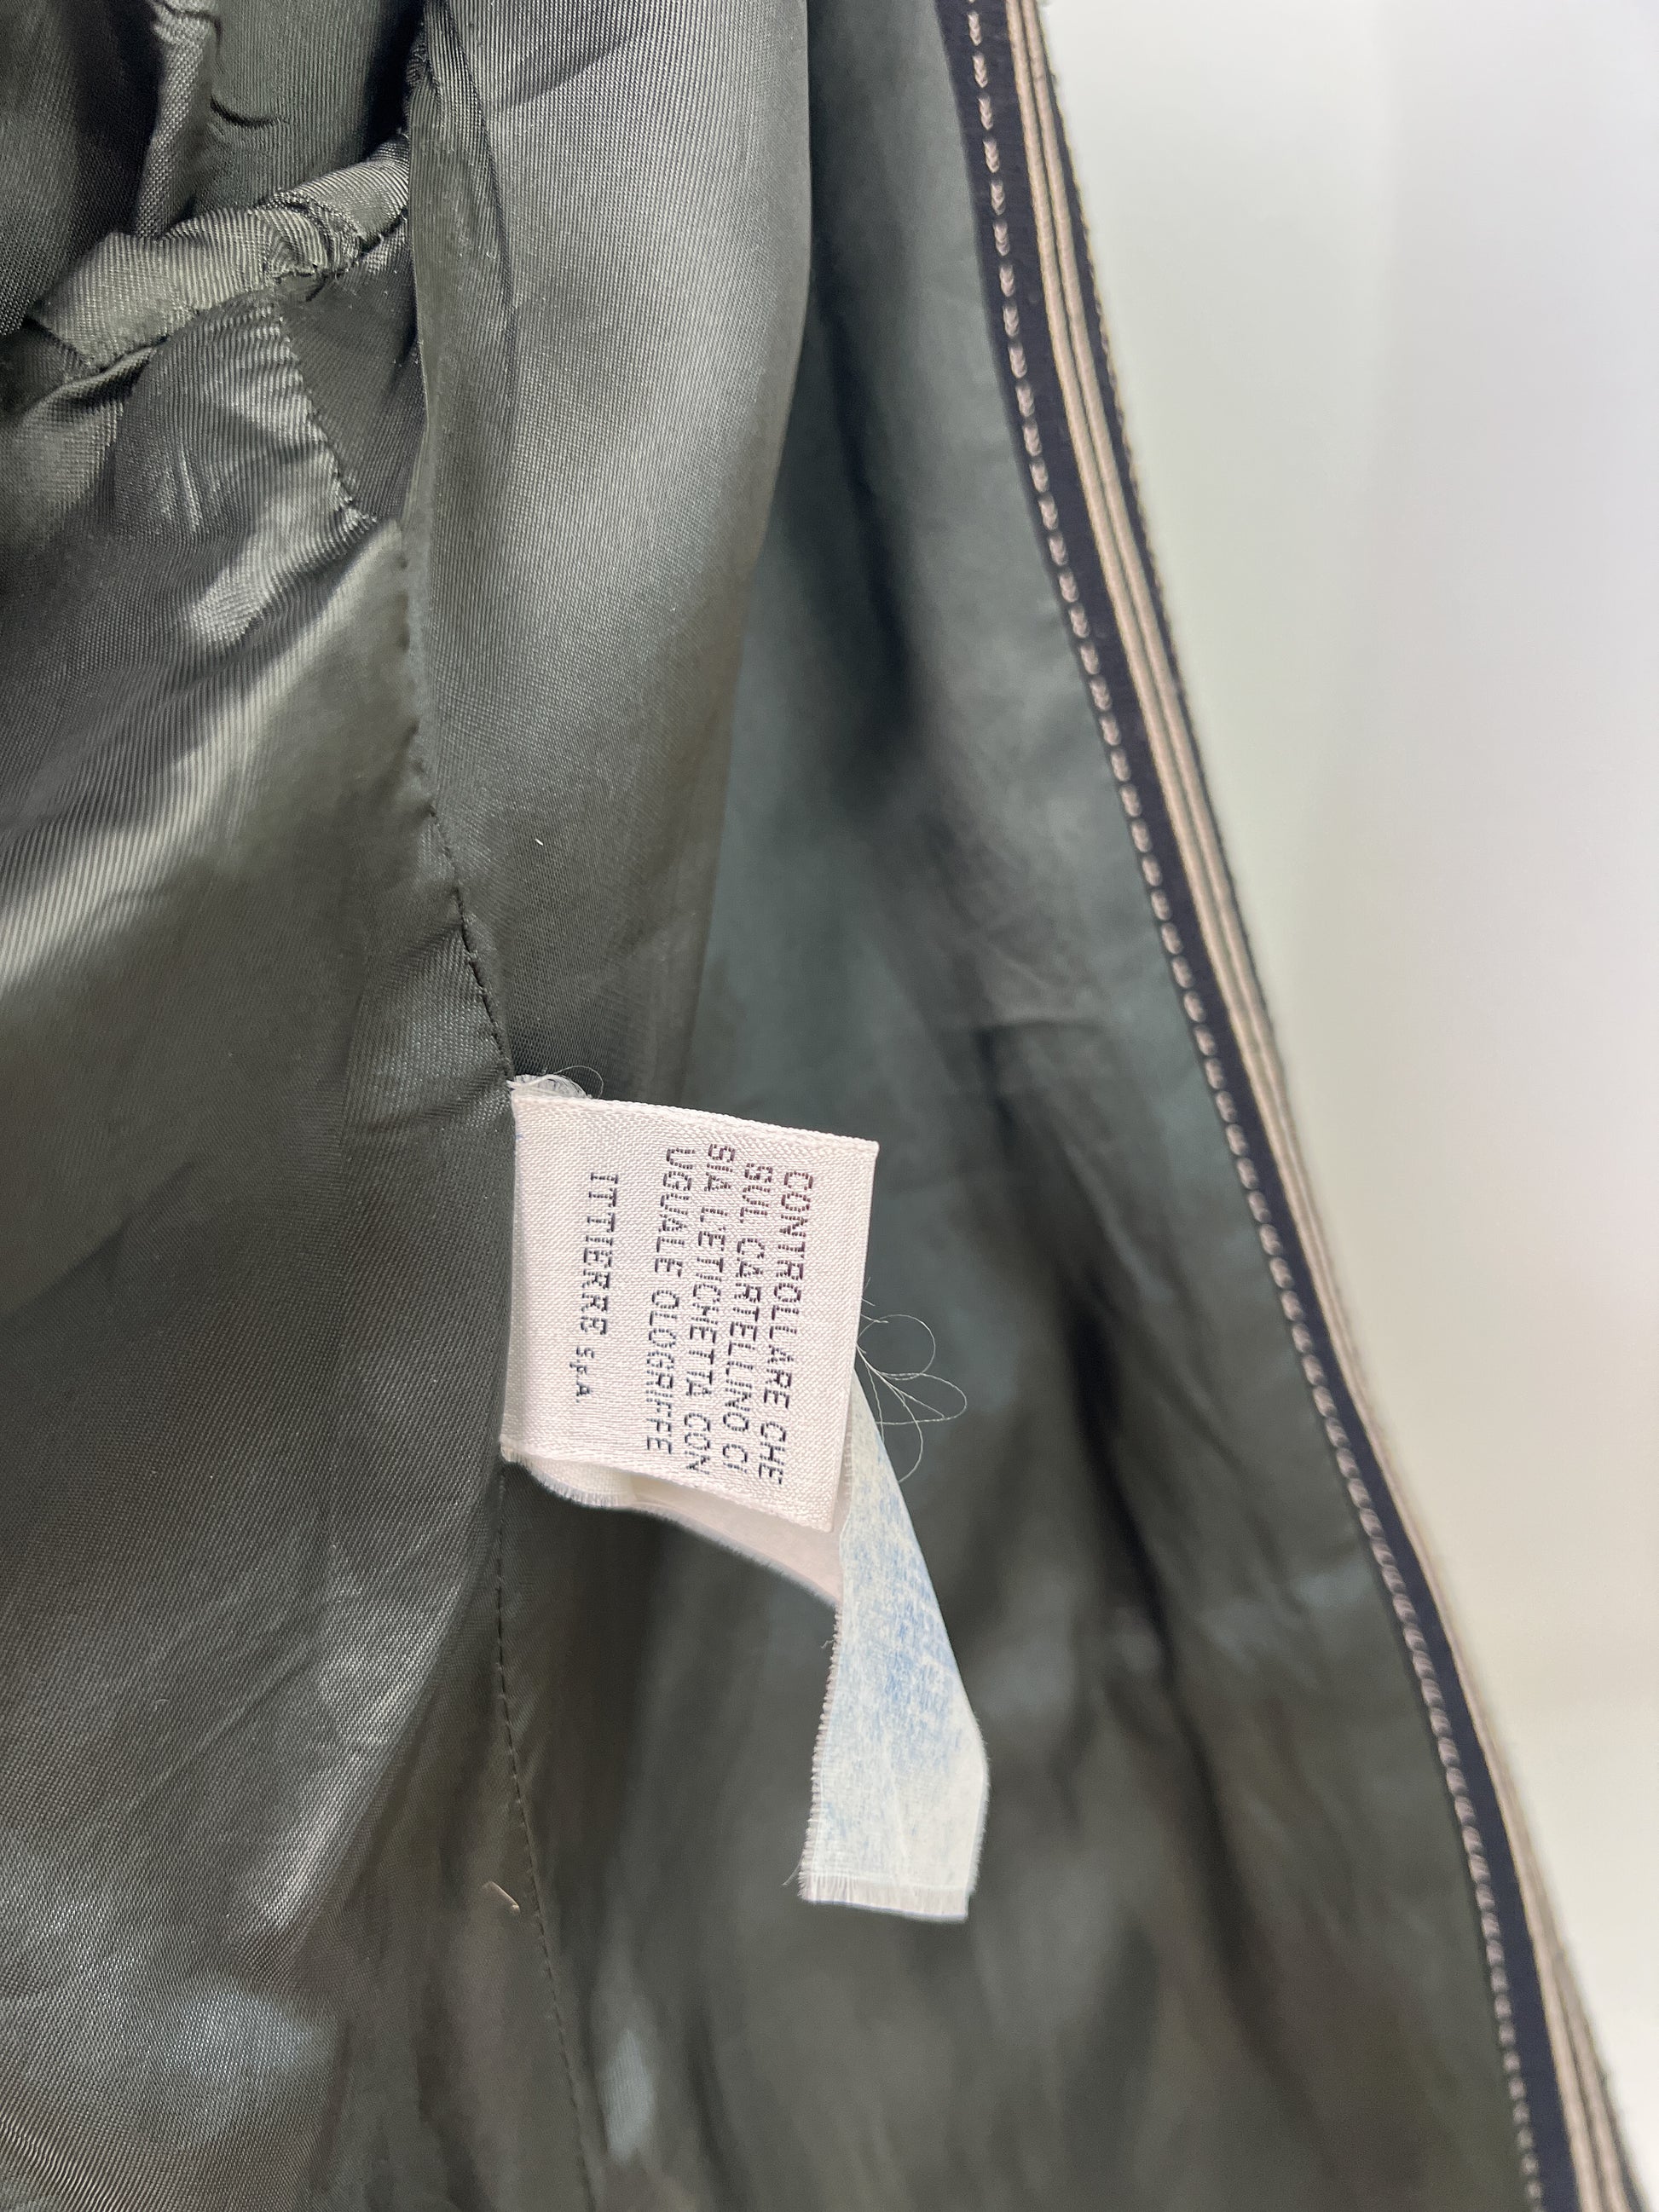 CONTROLLARE CHE
SUL CARTELLINO CI
SIA L'ETICHETTA CON
UGUALE OLOGRIFFE
ITTIERRE S.p.A.